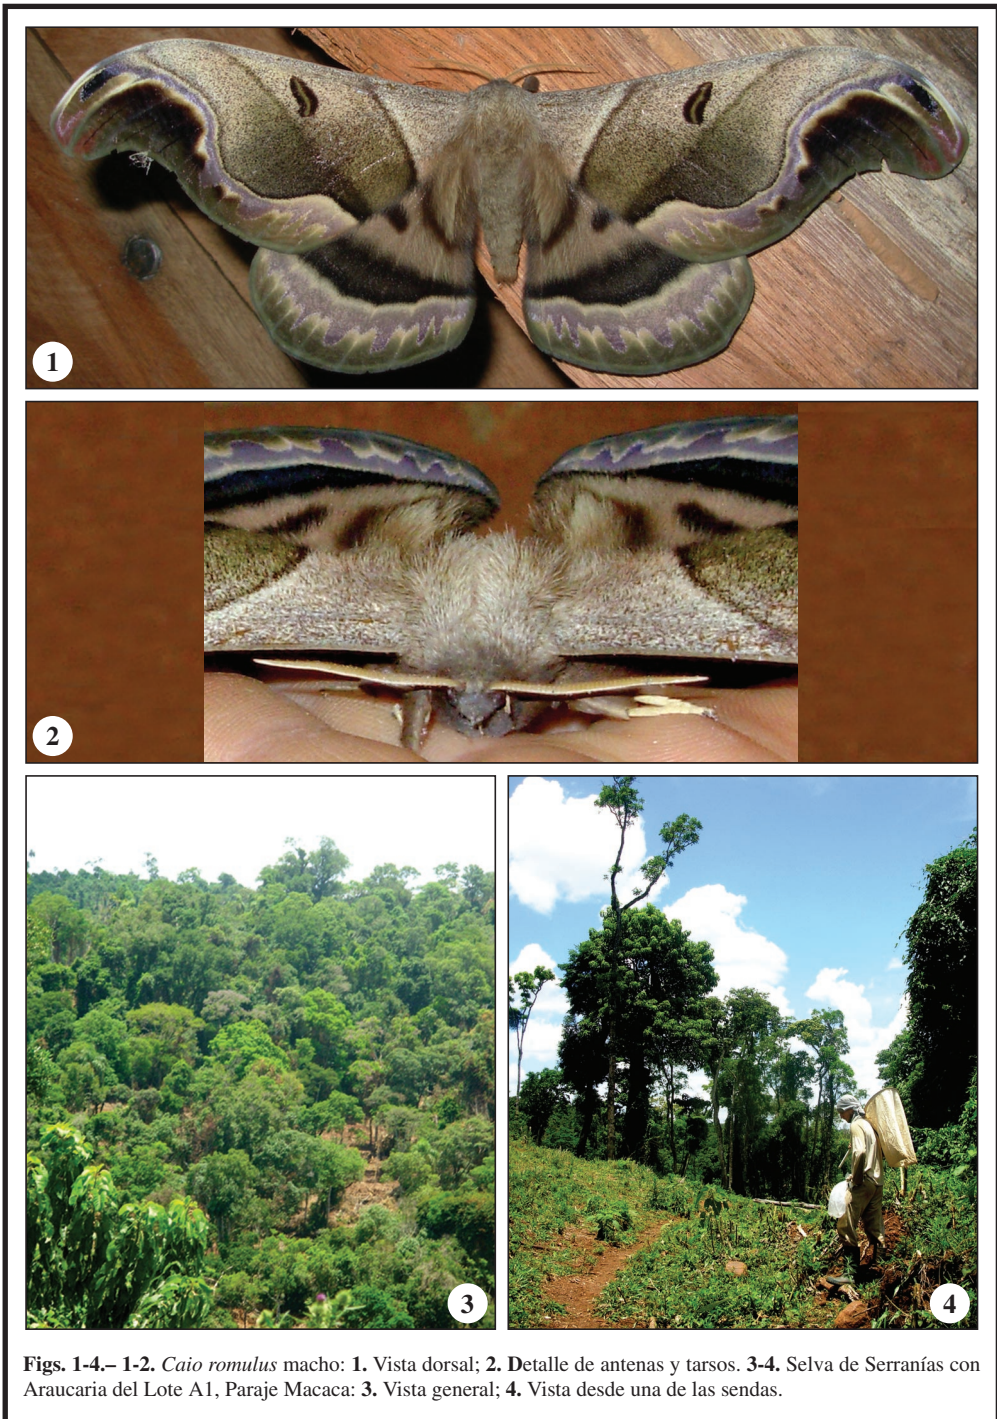 1
2
3
4
Figs. 1-4.– 1-2. Caio romulus macho: 1. Vista dorsal; 2. Detalle de antenas y tarsos. 3-4. Selva de Serranías con
Araucaria del Lote A1, Paraje Macaca: 3. Vista general; 4. Vista desde una de las sendas.